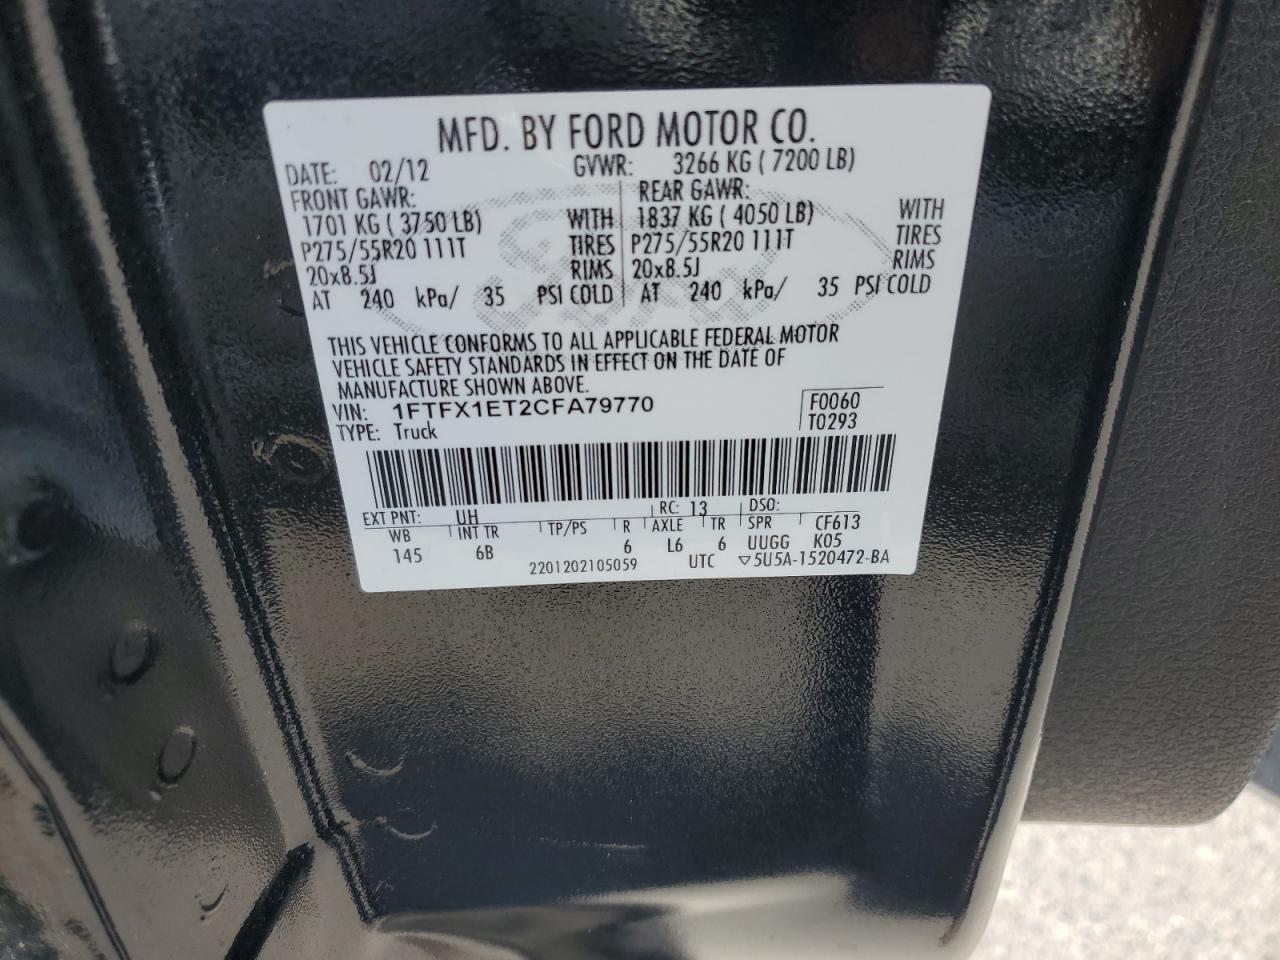 MFD. BY FORD MOTOR CO.
DATE: 02/12 GVWR: 3266 KG ( 7200 LB)
FRONT GAWR: REAR GAWR:
1701 KG ( 3750 LB) WITH 1837 KG ( 4050 LB) WITH
P275/55R20 111T TIRES P275/55R20 111T TIRES
20x8.5J RIMS 20x8.5J RIMS
AT 240 kPa/ 35 PSI COLD AT 240 kPa/ 35 PSI COLD
THIS VEHICLE CONFORMS TO ALL APPLICABLE FEDERAL MOTOR
VEHICLE SAFETY STANDARDS IN EFFECT ON THE DATE OF
MANUFACTURE SHOWN ABOVE.
VIN: 1FTFX1ET2CFA79770 F0060
TYPE: Truck T0293
EXT PNT: UH RC: 13 DSO:
WB INT TR TP/PS R AXLE TR SPR CF613
145 6B 6 L6 6 UUGG K05
2201202105059 UTC ▽5U5A-1520472-BA